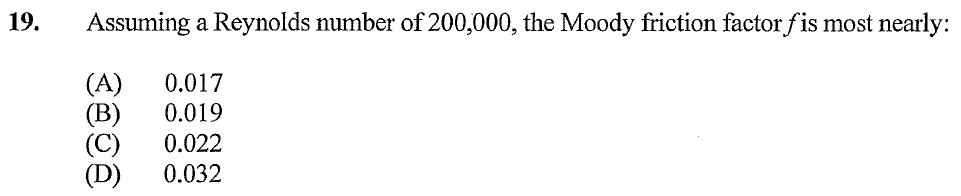 19. Assuming a Reynolds number of 200,000, the Moody friction factor f is most nearly:
(A) 0.017
(B) 0.019
(C) 0.022
(D) 0.032